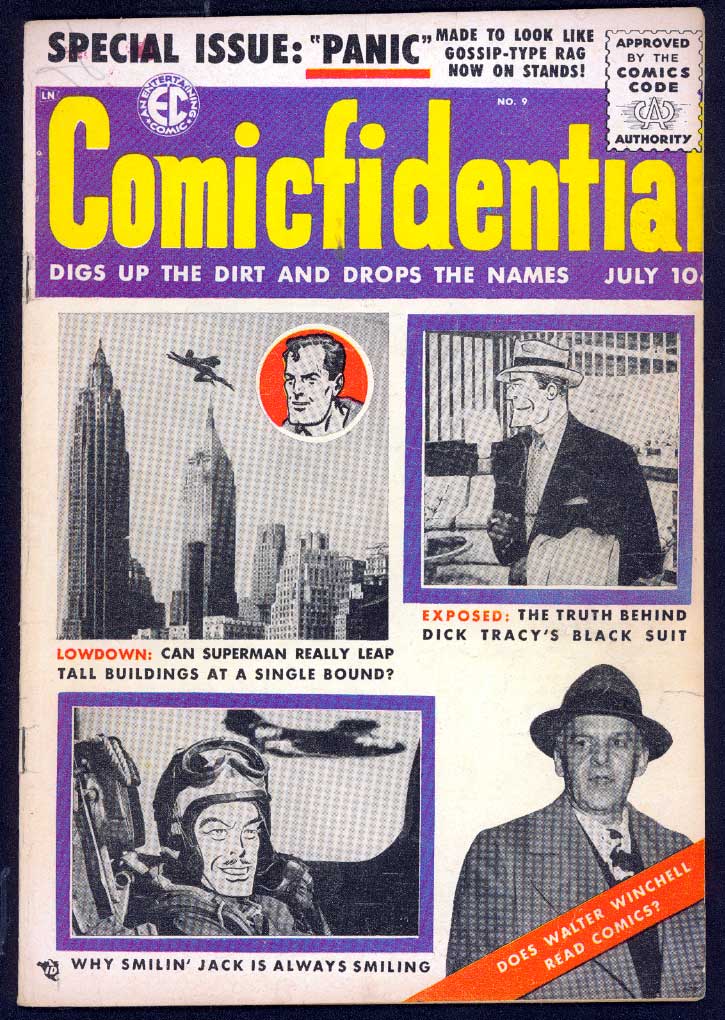 SPECIAL ISSUE: "PANIC"
MADE TO LOOK LIKE
GOSSIP-TYPE RAG
NOW ON STANDS!
APPROVED
BY THE
COMICS
CODE
CA
AUTHORITY
LN
AN ENTERTAINING
EC
COMIC
NO. 9
Comicfidential
DIGS UP THE DIRT AND DROPS THE NAMES JULY 10¢
LOWDOWN: CAN SUPERMAN REALLY LEAP
TALL BUILDINGS AT A SINGLE BOUND?
EXPOSED: THE TRUTH BEHIND
DICK TRACY'S BLACK SUIT
ID
WHY SMILIN' JACK IS ALWAYS SMILING
DOES WALTER WINCHELL
READ COMICS?